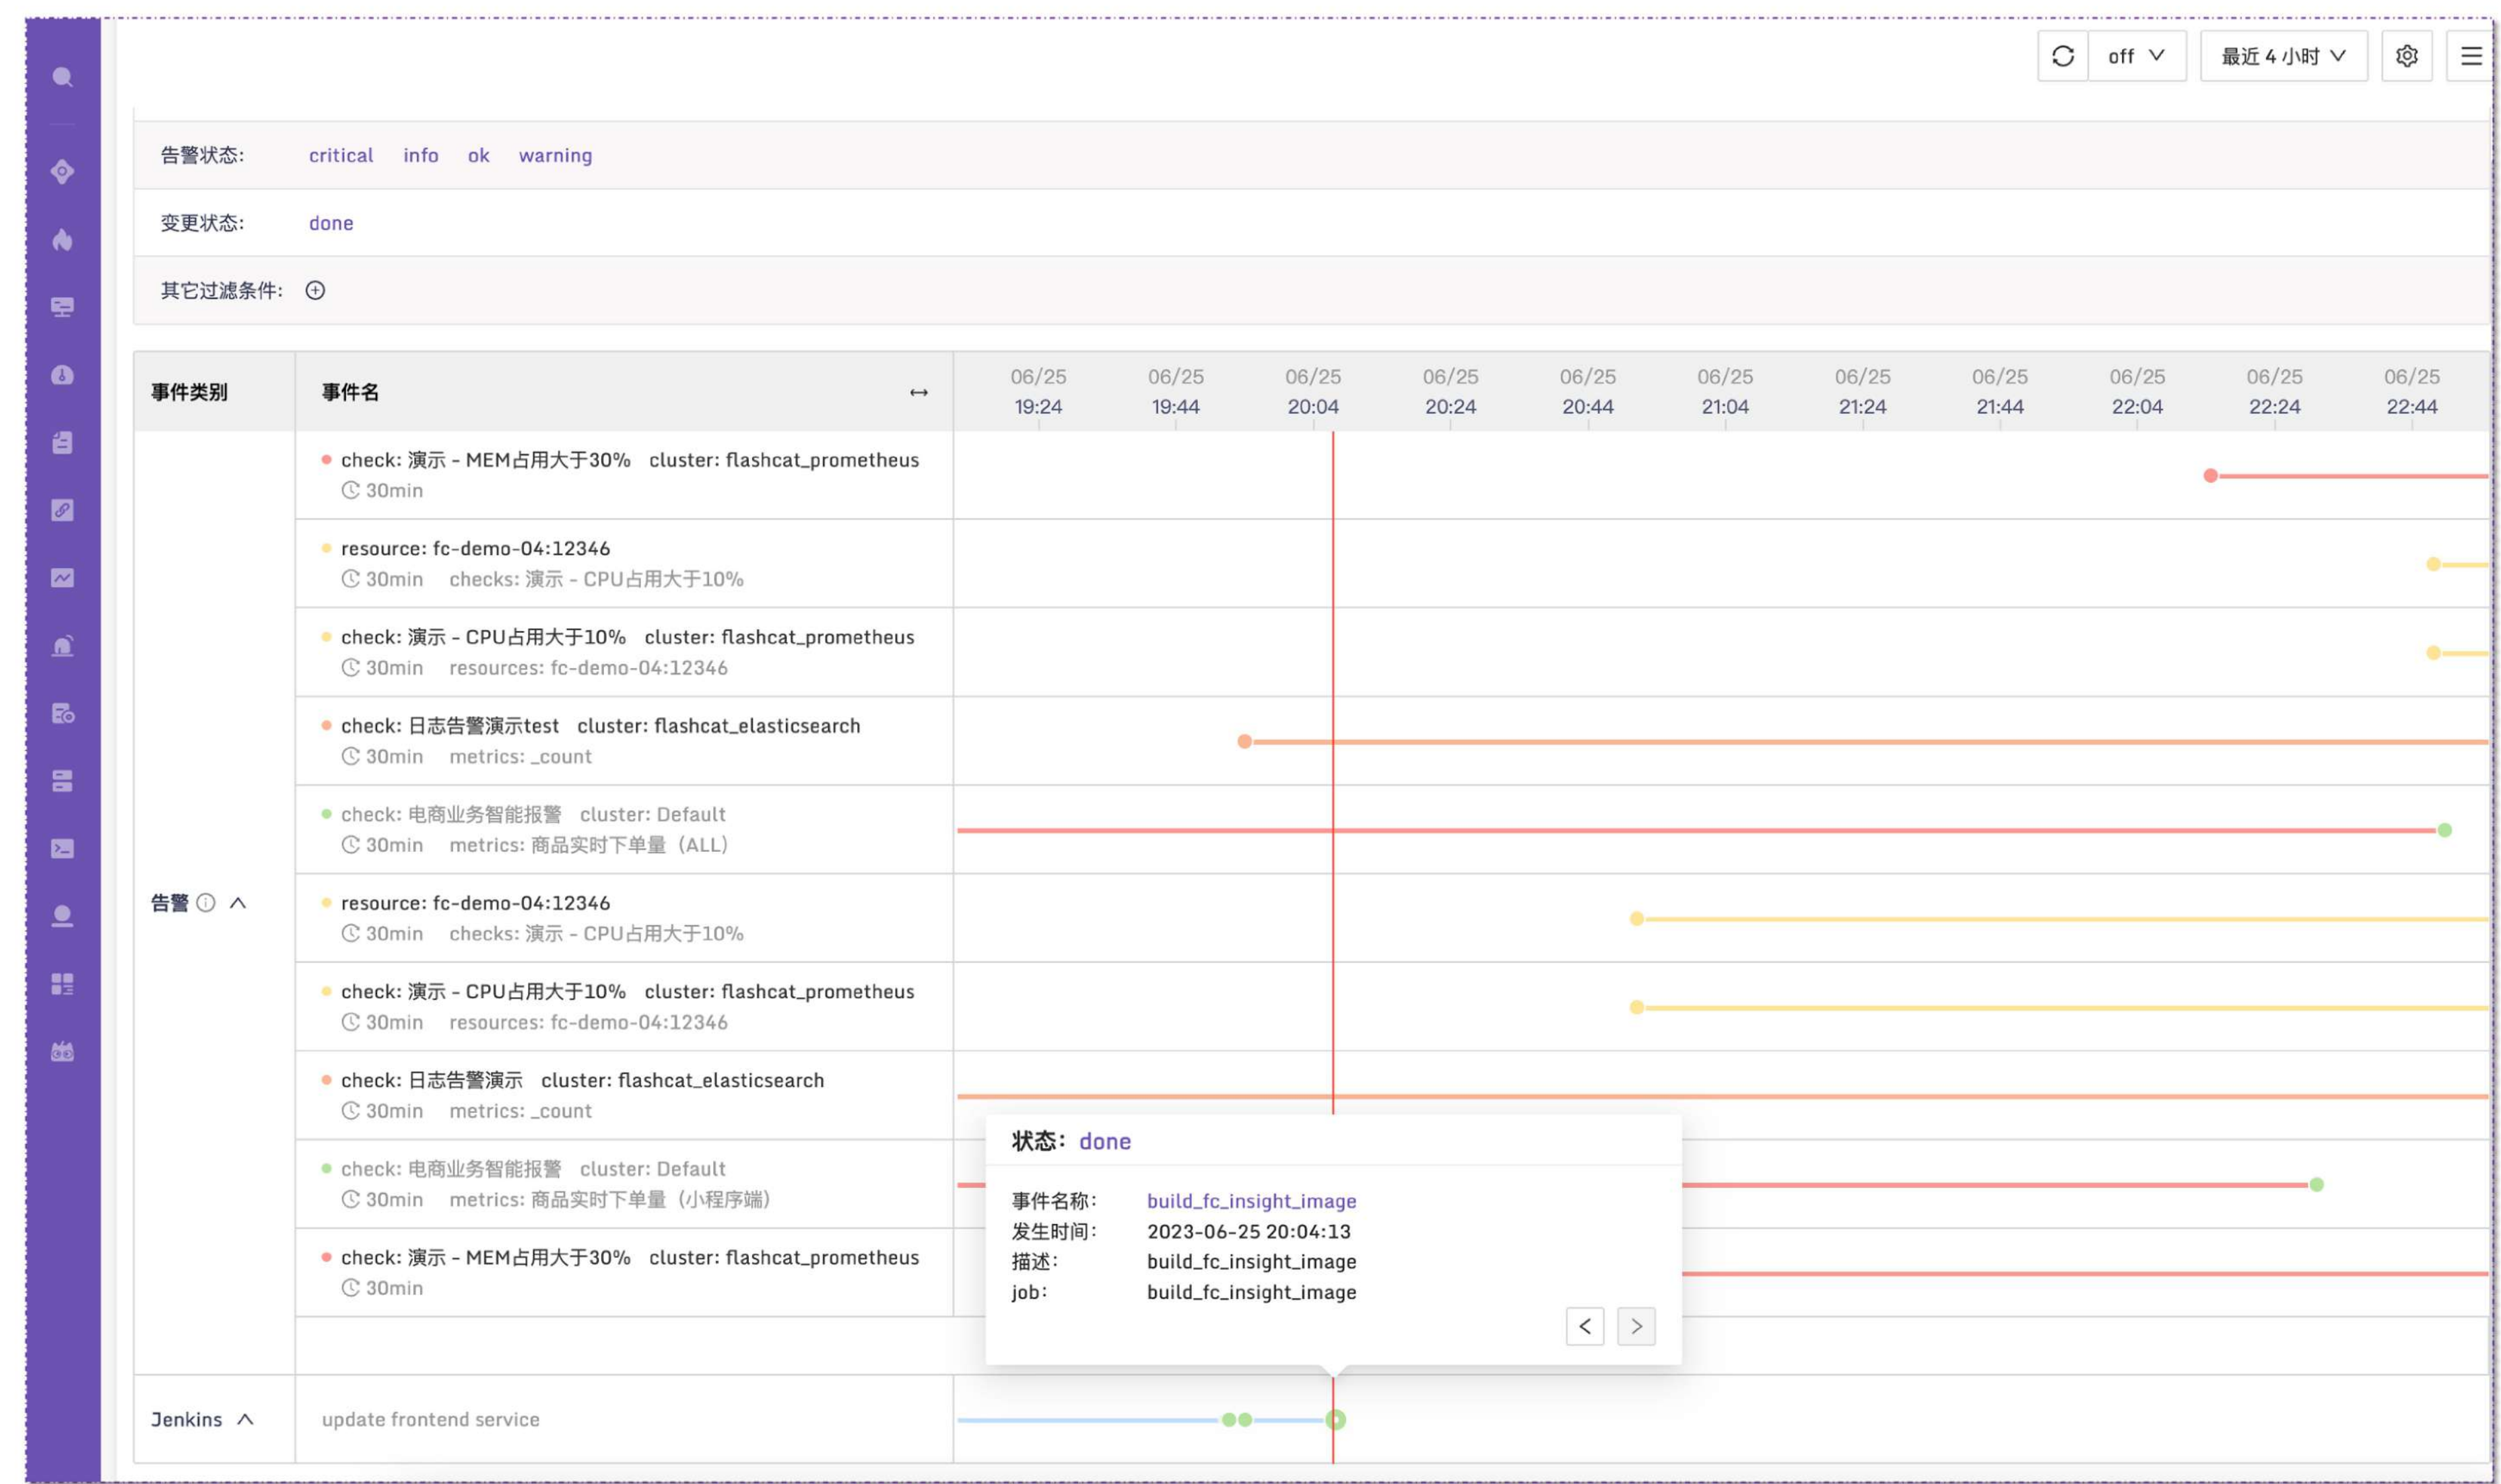 off
最近 4 小时
告警状态: critical info ok warning
变更状态: done
其它过滤条件:
事件类别 事件名 06/25 06/25 06/25 06/25 06/25 06/25 06/25 06/25 06/25 06/25 06/25
19:24 19:44 20:04 20:24 20:44 21:04 21:24 21:44 22:04 22:24 22:44
check: 演示 - MEM占用大于30% cluster: flashcat_prometheus
30min
resource: fc-demo-04:12346
30min checks: 演示 - CPU占用大于10%
check: 演示 - CPU占用大于10% cluster: flashcat_prometheus
30min resources: fc-demo-04:12346
check: 日志告警演示test cluster: flashcat_elasticsearch
30min metrics: _count
check: 电商业务智能报警 cluster: Default
30min metrics: 商品实时下单量（ALL）
告警
resource: fc-demo-04:12346
30min checks: 演示 - CPU占用大于10%
check: 演示 - CPU占用大于10% cluster: flashcat_prometheus
30min resources: fc-demo-04:12346
check: 日志告警演示 cluster: flashcat_elasticsearch
30min metrics: _count
check: 电商业务智能报警 cluster: Default
30min metrics: 商品实时下单量（小程序端）
check: 演示 - MEM占用大于30% cluster: flashcat_prometheus
30min
状态: done
事件名称: build_fc_insight_image
发生时间: 2023-06-25 20:04:13
描述: build_fc_insight_image
job: build_fc_insight_image
Jenkins update frontend service